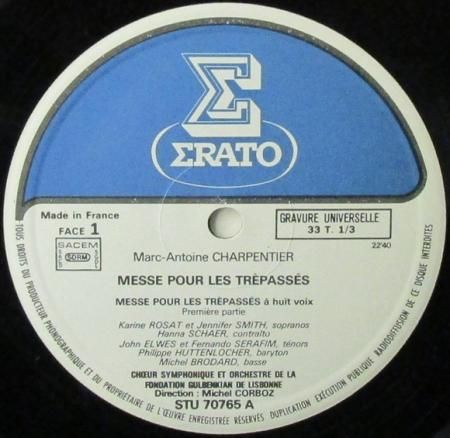 Σ
ΣRATO
Made in France
FACE 1
SACEM
SDRM
GRAVURE UNIVERSELLE
33 T. 1/3
22'40
Marc-Antoine CHARPENTIER
MESSE POUR LES TRÈPASSÉS
MESSE POUR LES TRÈPASSÉS à huit voix
Première partie
Karine ROSAT et Jennifer SMITH, sopranos
Hanna SCHAER, contralto
John ELWES et Fernando SERAFIM, ténors
Philippe HUTTENLOCHER, baryton
Michel BRODARD, basse
CHŒUR SYMPHONIQUE ET ORCHESTRE DE LA
FONDATION GULBENKIAN DE LISBONNE
Direction : Michel CORBOZ
STU 70765 A
TOUS DROITS DU PRODUCTEUR PHONOGRAPHIQUE ET DU PROPRIÉTAIRE DE L'ŒUVRE ENREGISTRÉE RÉSERVÉS DUPLICATION EXÉCUTION PUBLIQUE RADIODIFFUSION DE CE DISQUE INTERDITES